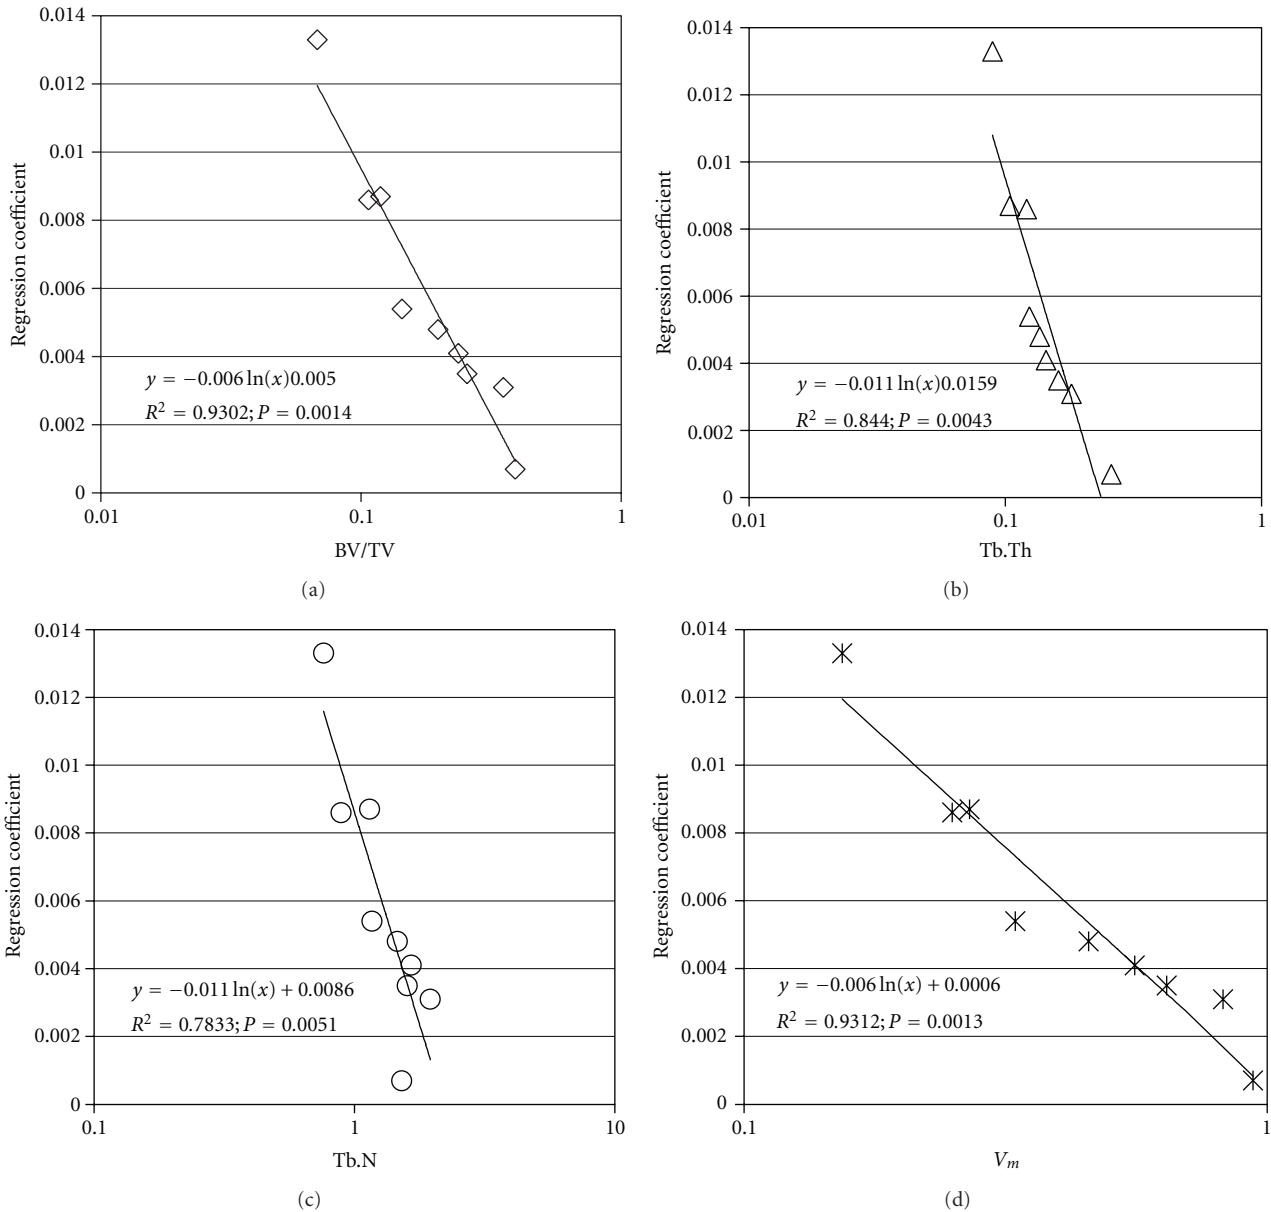 0.014
0.012
0.01
0.008
0.006
0.004
0.002
0
Regression coefficient
y = −0.006 ln(x)0.005
R² = 0.9302; P = 0.0014
0.01 0.1 1
BV/TV
(a)
0.014
0.012
0.01
0.008
0.006
0.004
0.002
0
Regression coefficient
y = −0.011 ln(x)0.0159
R² = 0.844; P = 0.0043
0.01 0.1 1
Tb.Th
(b)
0.014
0.012
0.01
0.008
0.006
0.004
0.002
0
Regression coefficient
y = −0.011 ln(x) + 0.0086
R² = 0.7833; P = 0.0051
0.1 1 10
Tb.N
(c)
0.014
0.012
0.01
0.008
0.006
0.004
0.002
0
Regression coefficient
y = −0.006 ln(x) + 0.0006
R² = 0.9312; P = 0.0013
0.1 1
Vₘ
(d)